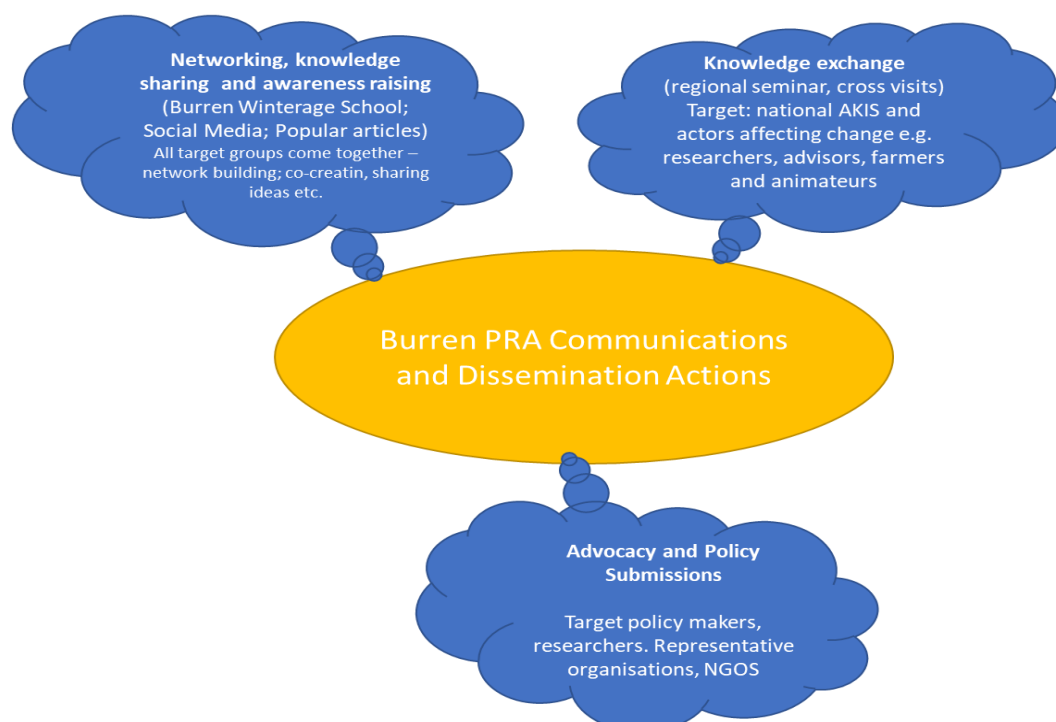 Networking, knowledge
sharing and awareness raising
(Burren Winterage School;
Social Media; Popular articles)
All target groups come together –
network building; co-creatin, sharing
ideas etc.
Knowledge exchange
(regional seminar, cross visits)
Target: national AKIS and
actors affecting change e.g.
researchers, advisors, farmers
and animateurs
Burren PRA Communications
and Dissemination Actions
Advocacy and Policy
Submissions
Target policy makers,
researchers. Representative
organisations, NGOS